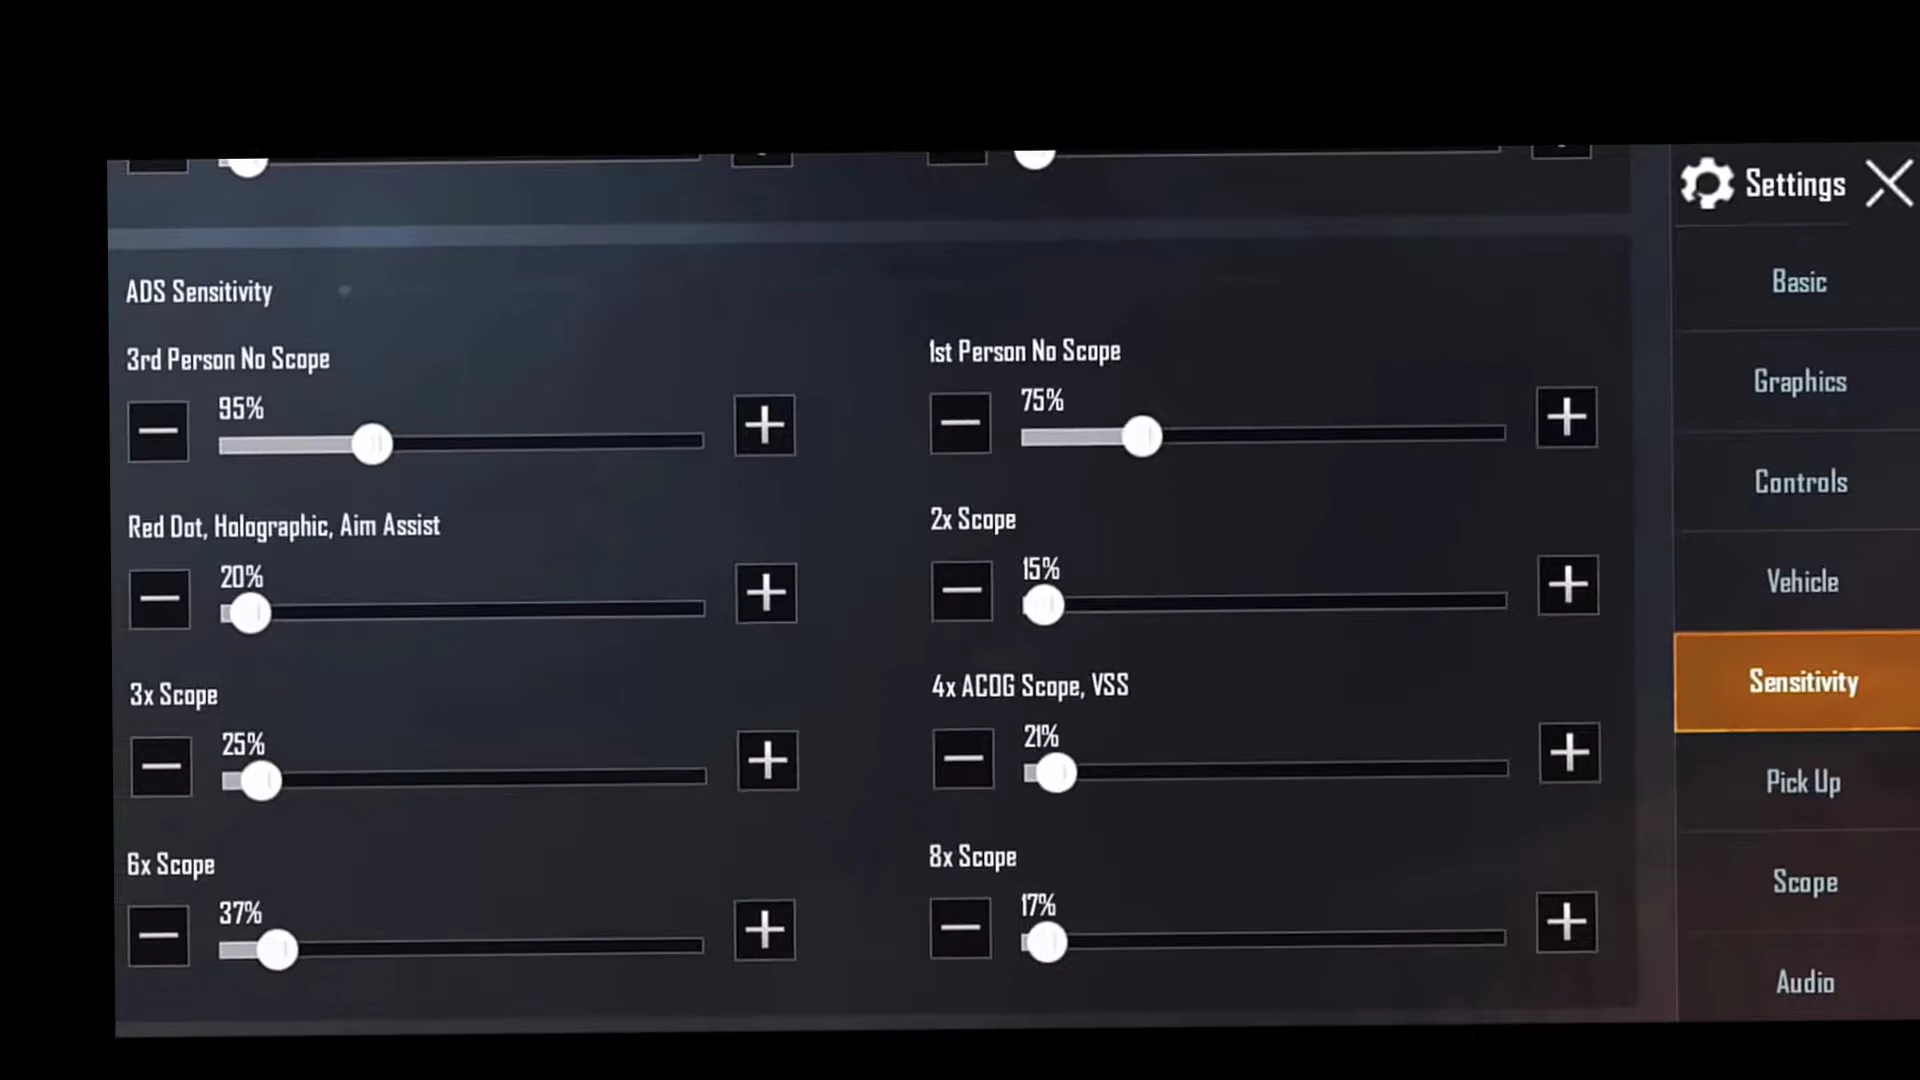 Settings
ADS Sensitivity
3rd Person No Scope
95%
1st Person No Scope
75%
Red Dot, Holographic, Aim Assist
20%
2x Scope
15%
3x Scope
25%
4x ACOG Scope, VSS
21%
6x Scope
37%
8x Scope
17%
Basic
Graphics
Controls
Vehicle
Sensitivity
Pick Up
Scope
Audio